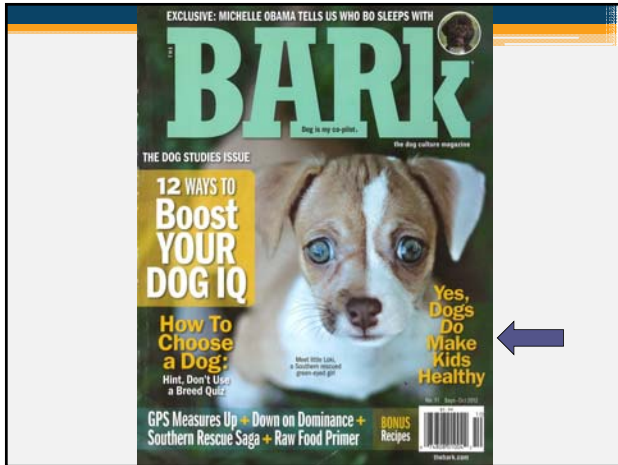 EXCLUSIVE: MICHELLE OBAMA TELLS US WHO BO SLEEPS WITH
THE
BARk
Dog is my co-pilot.
the dog culture magazine
THE DOG STUDIES ISSUE
12 WAYS TO
Boost
YOUR
DOG IQ
How To
Choose
a Dog:
Hint, Don't Use
a Breed Quiz
Meet little Loki,
a Southern rescued
green-eyed girl
Yes,
Dogs
Do
Make
Kids
Healthy
GPS Measures Up + Down on Dominance +
Southern Rescue Saga + Raw Food Primer
BONUS
Recipes
thebark.com